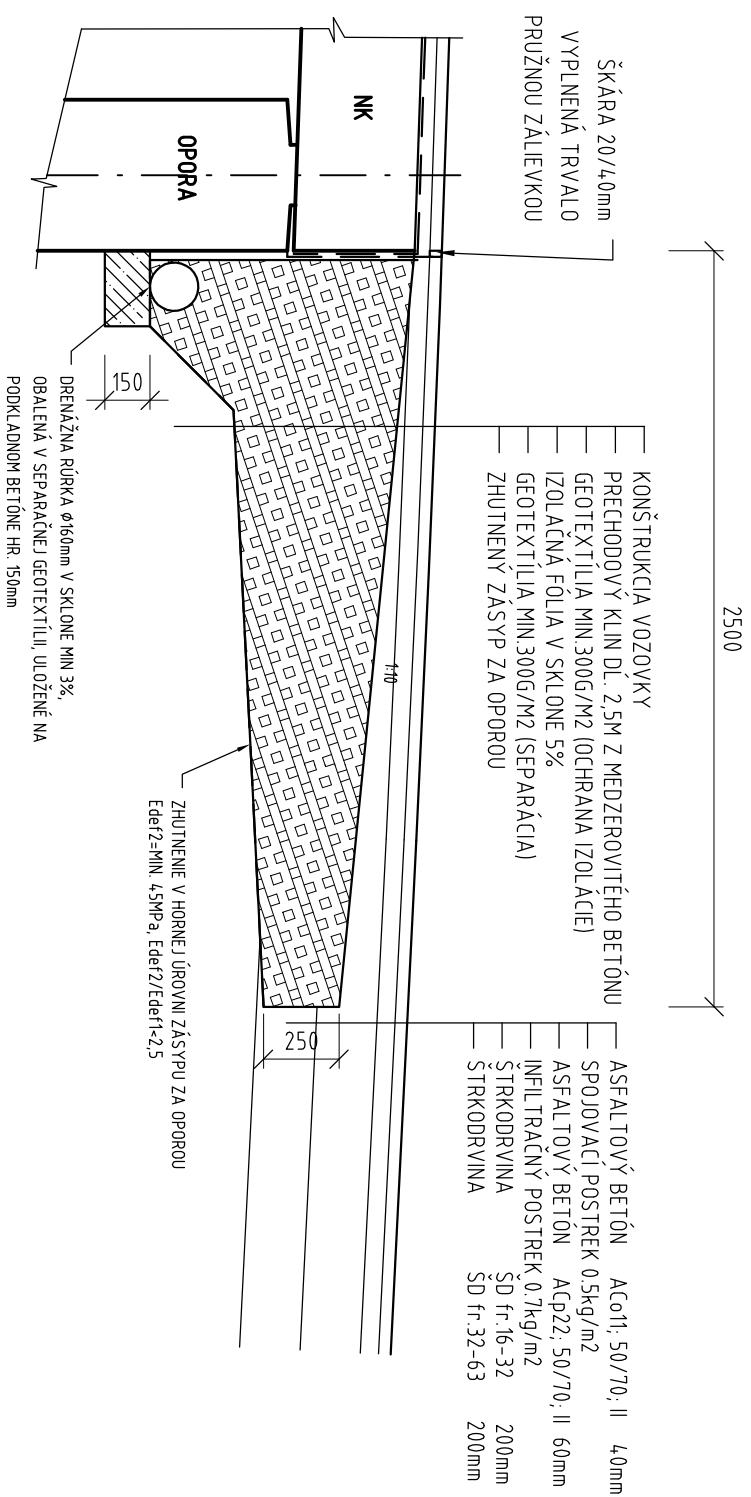 2500
ŠKÁRA 20/40mm
VYPLNENÁ TRVALO
PRUŽNOU ZÁLIEVKOU
KONŠTRUKCIA VOZOVKY
PRECHODOVÝ KLIN DĹ. 2,5M Z MEDZEROVITÉHO BETÓNU
GEOTEXTÍLIA MIN.300G/M2 (OCHRANA IZOLÁCIE)
IZOLAČNÁ FÓLIA V SKLONE 5%
GEOTEXTÍLIA MIN.300G/M2 (SEPARÁCIA)
ZHUTNENÝ ZÁSYP ZA OPOROU
ASFALTOVÝ BETÓN ACo11; 50/70; II 40mm
SPOJOVACÍ POSTREK 0.5kg/m2
ASFALTOVÝ BETÓN ACp22; 50/70; II 60mm
INFILTRAČNÝ POSTREK 0.7kg/m2
ŠTRKODRVINA ŠD fr.16-32 200mm
ŠTRKODRVINA ŠD fr.32-63 200mm
NK
OPORA
1:10
250
150
ZHUTNENIE V HORNEJ ÚROVNI ZÁSYPU ZA OPOROU
Edef2=MIN. 45MPa, Edef2/Edef1<2,5
DRENÁŽNA RÚRKA Ø160mm V SKLONE MIN 3%,
OBALENÁ V SEPARAČNEJ GEOTEXTÍLII, ULOŽENÉ NA
PODKLADNOM BETÓNE HR. 150mm